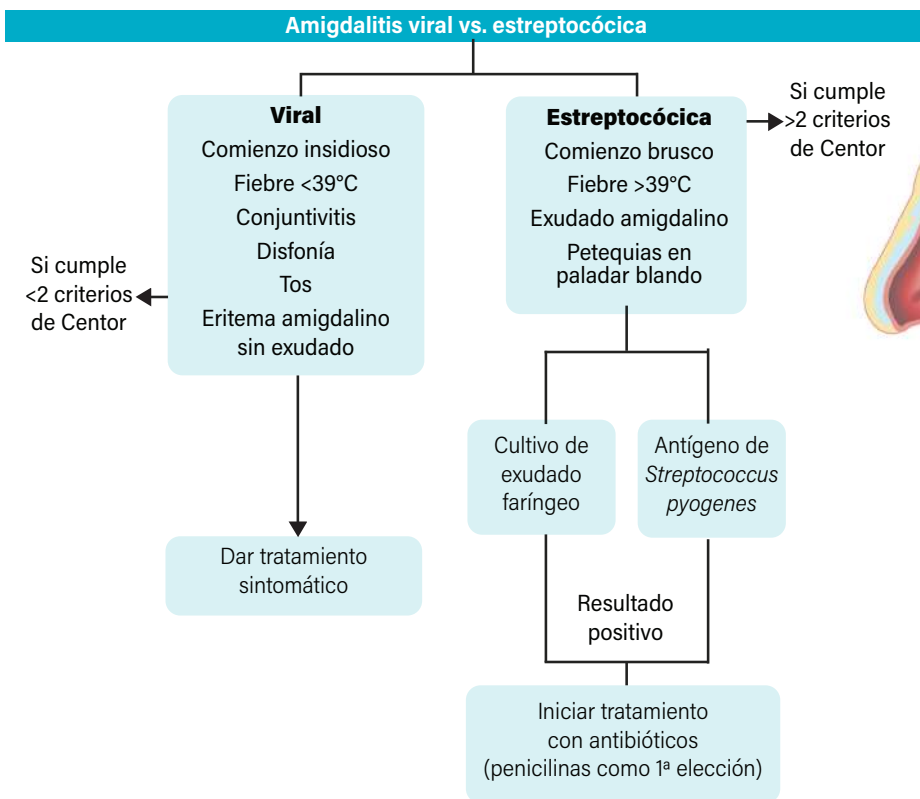 Amigdalitis viral vs. estreptocócica
Viral
Comienzo insidioso
Fiebre <39°C
Conjuntivitis
Disfonía
Tos
Eritema amigdalino
sin exudado
Si cumple
<2 criterios
de Centor
Dar tratamiento
sintomático
Estreptocócica
Comienzo brusco
Fiebre >39°C
Exudado amigdalino
Petequias en
paladar blando
Si cumple
>2 criterios
de Centor
Cultivo de
exudado
faríngeo
Antígeno de
Streptococcus
pyogenes
Resultado
positivo
Iniciar tratamiento
con antibióticos
(penicilinas como 1ª elección)